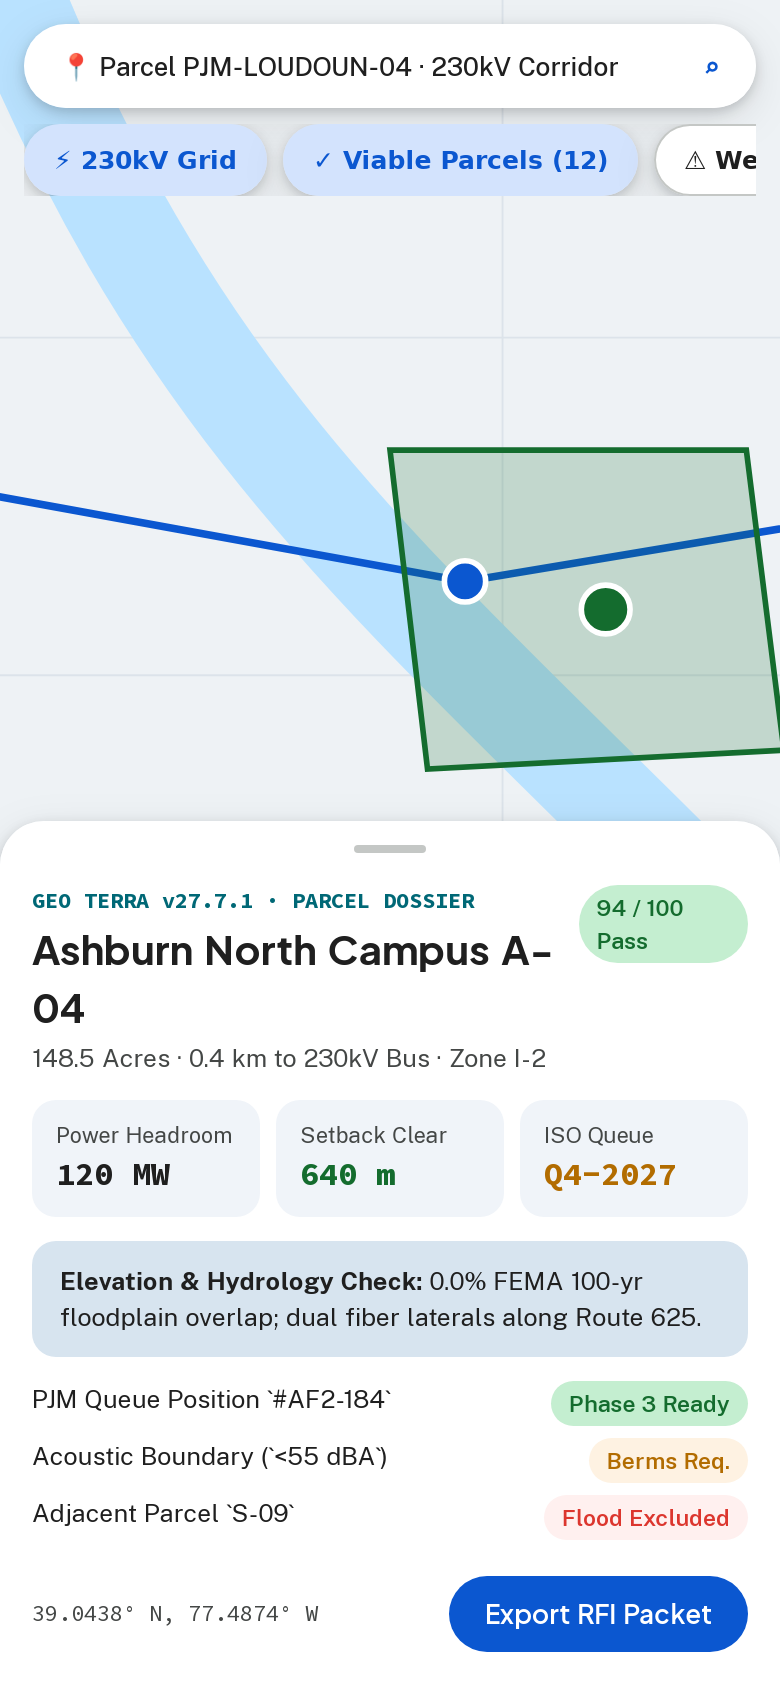 📍 Parcel PJM-LOUDOUN-04 · 230kV Corridor ⌕
⚡ 230kV Grid ✓ Viable Parcels (12) ⚠ We
GEO TERRA v27.7.1 · PARCEL DOSSIER
94 / 100
Pass
Ashburn North Campus A-
04
148.5 Acres · 0.4 km to 230kV Bus · Zone I-2
Power Headroom Setback Clear ISO Queue
120 MW 640 m Q4-2027
Elevation & Hydrology Check: 0.0% FEMA 100-yr
floodplain overlap; dual fiber laterals along Route 625.
PJM Queue Position `#AF2-184` Phase 3 Ready
Acoustic Boundary (`<55 dBA`) Berms Req.
Adjacent Parcel `S-09` Flood Excluded
39.0438° N, 77.4874° W Export RFI Packet